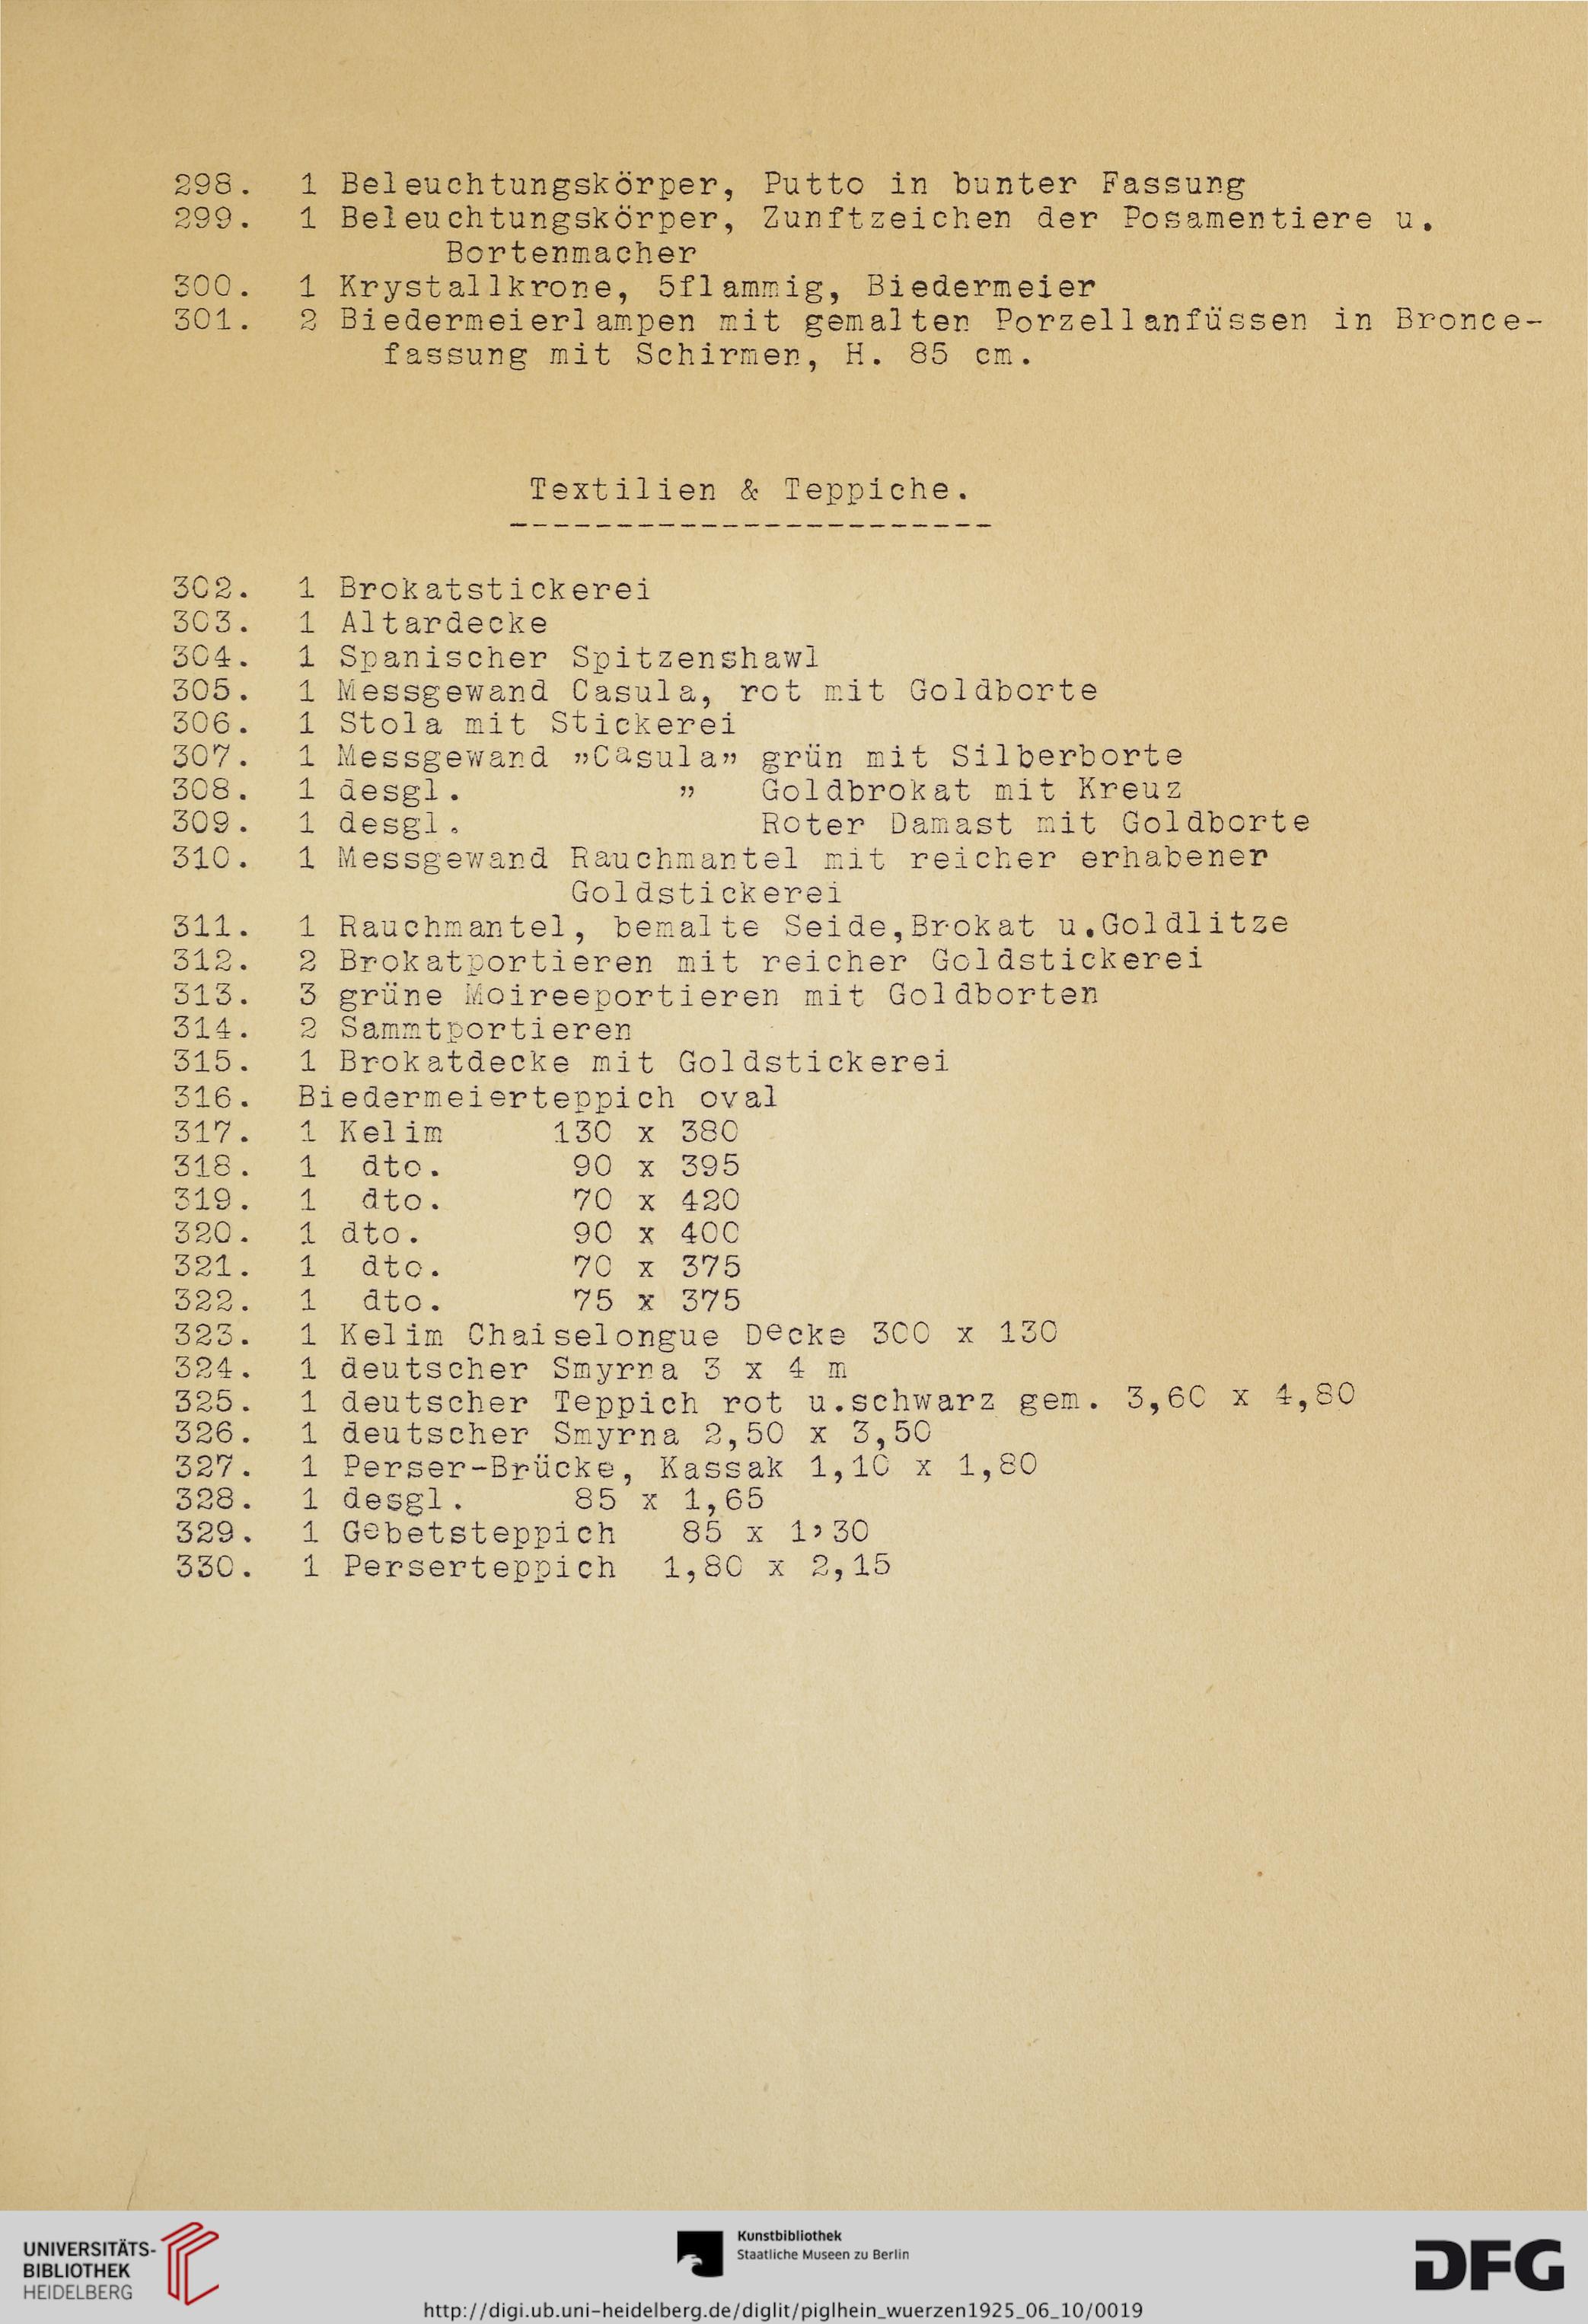 298. 1 Beleuchtungskörper, Putto in bunter Fassung
299. 1 Beleuchtungskörper, Zunftzeichen der Posamentiere u.
Bortenmacher
300. 1 Krystallkrone, 5flammig, Biedermeier
301. 2 Biedermeierlampen mit gemalten Porzellanfüssen in Bronce-
fassung mit Schirmen, H. 85 cm.
Textilien & Teppiche.
-----------------------
302. 1 Brokatstickerei
303. 1 Altardecke
304. 1 Spanischer Spitzenshawl
305. 1 Messgewand Casula, rot mit Goldborte
306. 1 Stola mit Stickerei
307. 1 Messgewand "Casula" grün mit Silberborte
308. 1 desgl. " Goldbrokat mit Kreuz
309. 1 desgl. Roter Damast mit Goldborte
310. 1 Messgewand Rauchmantel mit reicher erhabener
Goldstickerei
311. 1 Rauchmantel, bemalte Seide,Brokat u.Goldlitze
312. 2 Brokatportieren mit reicher Goldstickerei
313. 3 grüne Moireeportieren mit Goldborten
314. 2 Sammtportieren
315. 1 Brokatdecke mit Goldstickerei
316. Biedermeierteppich oval
317. 1 Kelim 130 x 380
318. 1 dto. 90 x 395
319. 1 dto. 70 x 420
320. 1 dto. 90 x 400
321. 1 dto. 70 x 375
322. 1 dto. 75 x 375
323. 1 Kelim Chaiselongue Decke 300 x 130
324. 1 deutscher Smyrna 3 x 4 m
325. 1 deutscher Teppich rot u.schwarz gem. 3,60 x 4,80
326. 1 deutscher Smyrna 2,50 x 3,50
327. 1 Perser-Brücke, Kassak 1,10 x 1,80
328. 1 desgl. 85 x 1,65
329. 1 Gebetsteppich 85 x 1,30
330. 1 Perserteppich 1,80 x 2,15
UNIVERSITÄTS-
BIBLIOTHEK
HEIDELBERG
Kunstbibliothek
Staatliche Museen zu Berlin
DFG
http://digi.ub.uni-heidelberg.de/diglit/piglhein_wuerzen1925_06_10/0019